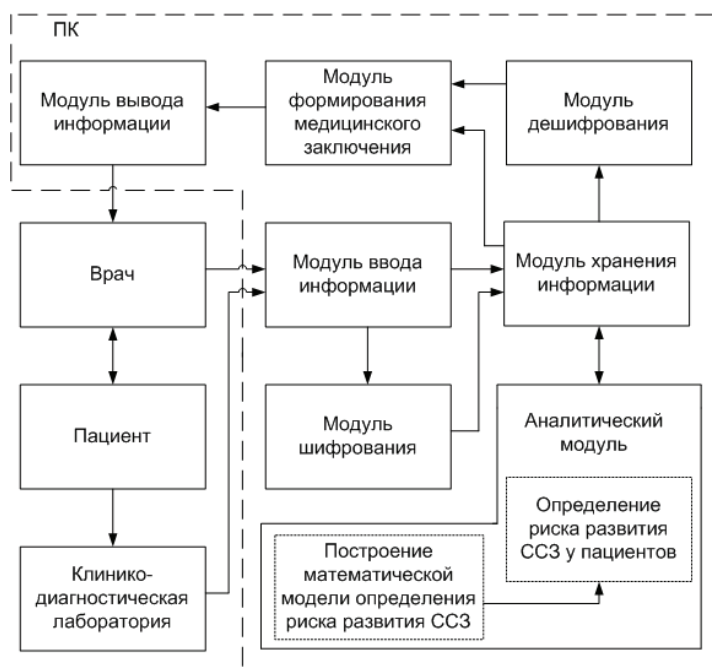 ПК
Модуль вывода
информации
Модуль
формирования
медицинского
заключения
Модуль
дешифрования
Врач
Модуль ввода
информации
Модуль хранения
информации
Пациент
Модуль
шифрования
Аналитический
модуль
Определение
риска развития
ССЗ у пациентов
Построение
математической
модели определения
риска развития ССЗ
Клинико-
диагностическая
лаборатория